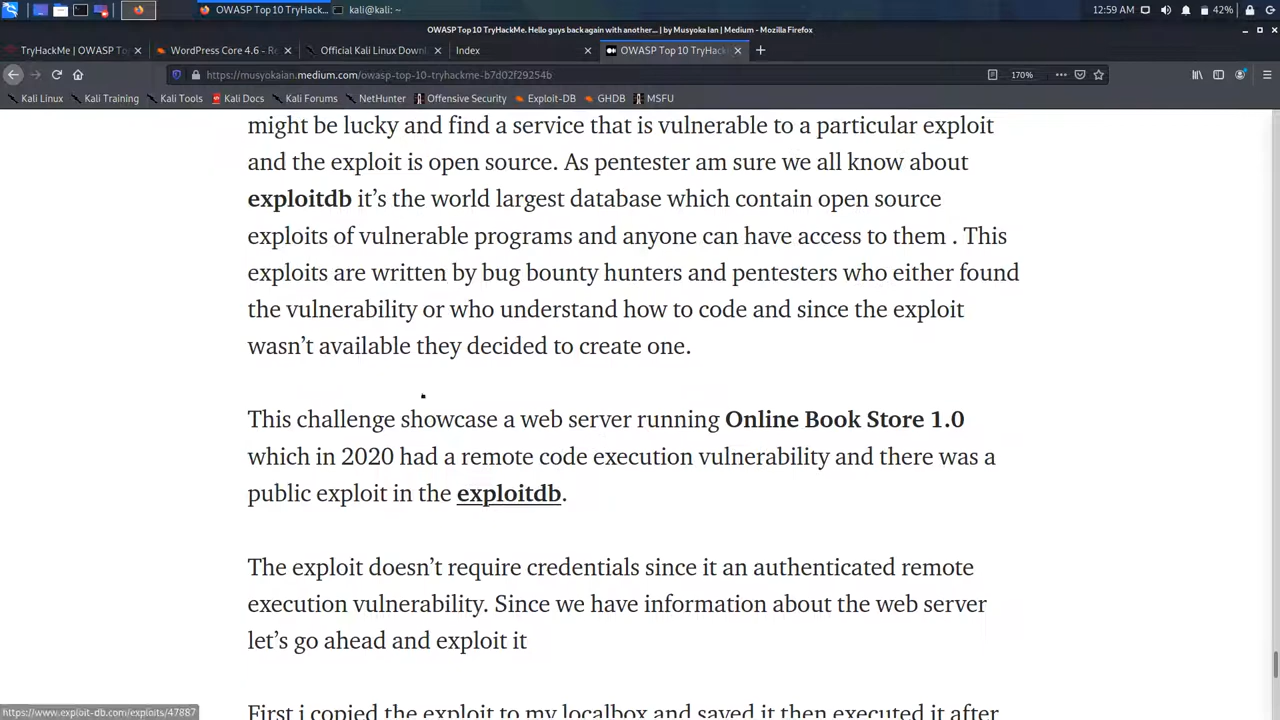 OWASP Top 10 TryHack...
kali@kali: ~
12:59 AM
42%
OWASP Top 10 TryHackMe. Hello guys back again with another... | by Musyoka Ian | Medium - Mozilla Firefox
TryHackMe | OWASP To
WordPress Core 4.6 - Re
Official Kali Linux Downl
Index
OWASP Top 10 TryHackM
https://musyokaian.medium.com/owasp-top-10-tryhackme-b7d02f29254b
170%
Kali Linux
Kali Training
Kali Tools
Kali Docs
Kali Forums
NetHunter
Offensive Security
Exploit-DB
GHDB
MSFU
might be lucky and find a service that is vulnerable to a particular exploit
and the exploit is open source. As pentester am sure we all know about
exploitdb it’s the world largest database which contain open source
exploits of vulnerable programs and anyone can have access to them . This
exploits are written by bug bounty hunters and pentesters who either found
the vulnerability or who understand how to code and since the exploit
wasn’t available they decided to create one.
This challenge showcase a web server running Online Book Store 1.0
which in 2020 had a remote code execution vulnerability and there was a
public exploit in the exploitdb.
The exploit doesn’t require credentials since it an authenticated remote
execution vulnerability. Since we have information about the web server
let’s go ahead and exploit it
First i copied the exploit to my localbox and saved it then executed it after
https://www.exploit-db.com/exploits/47887